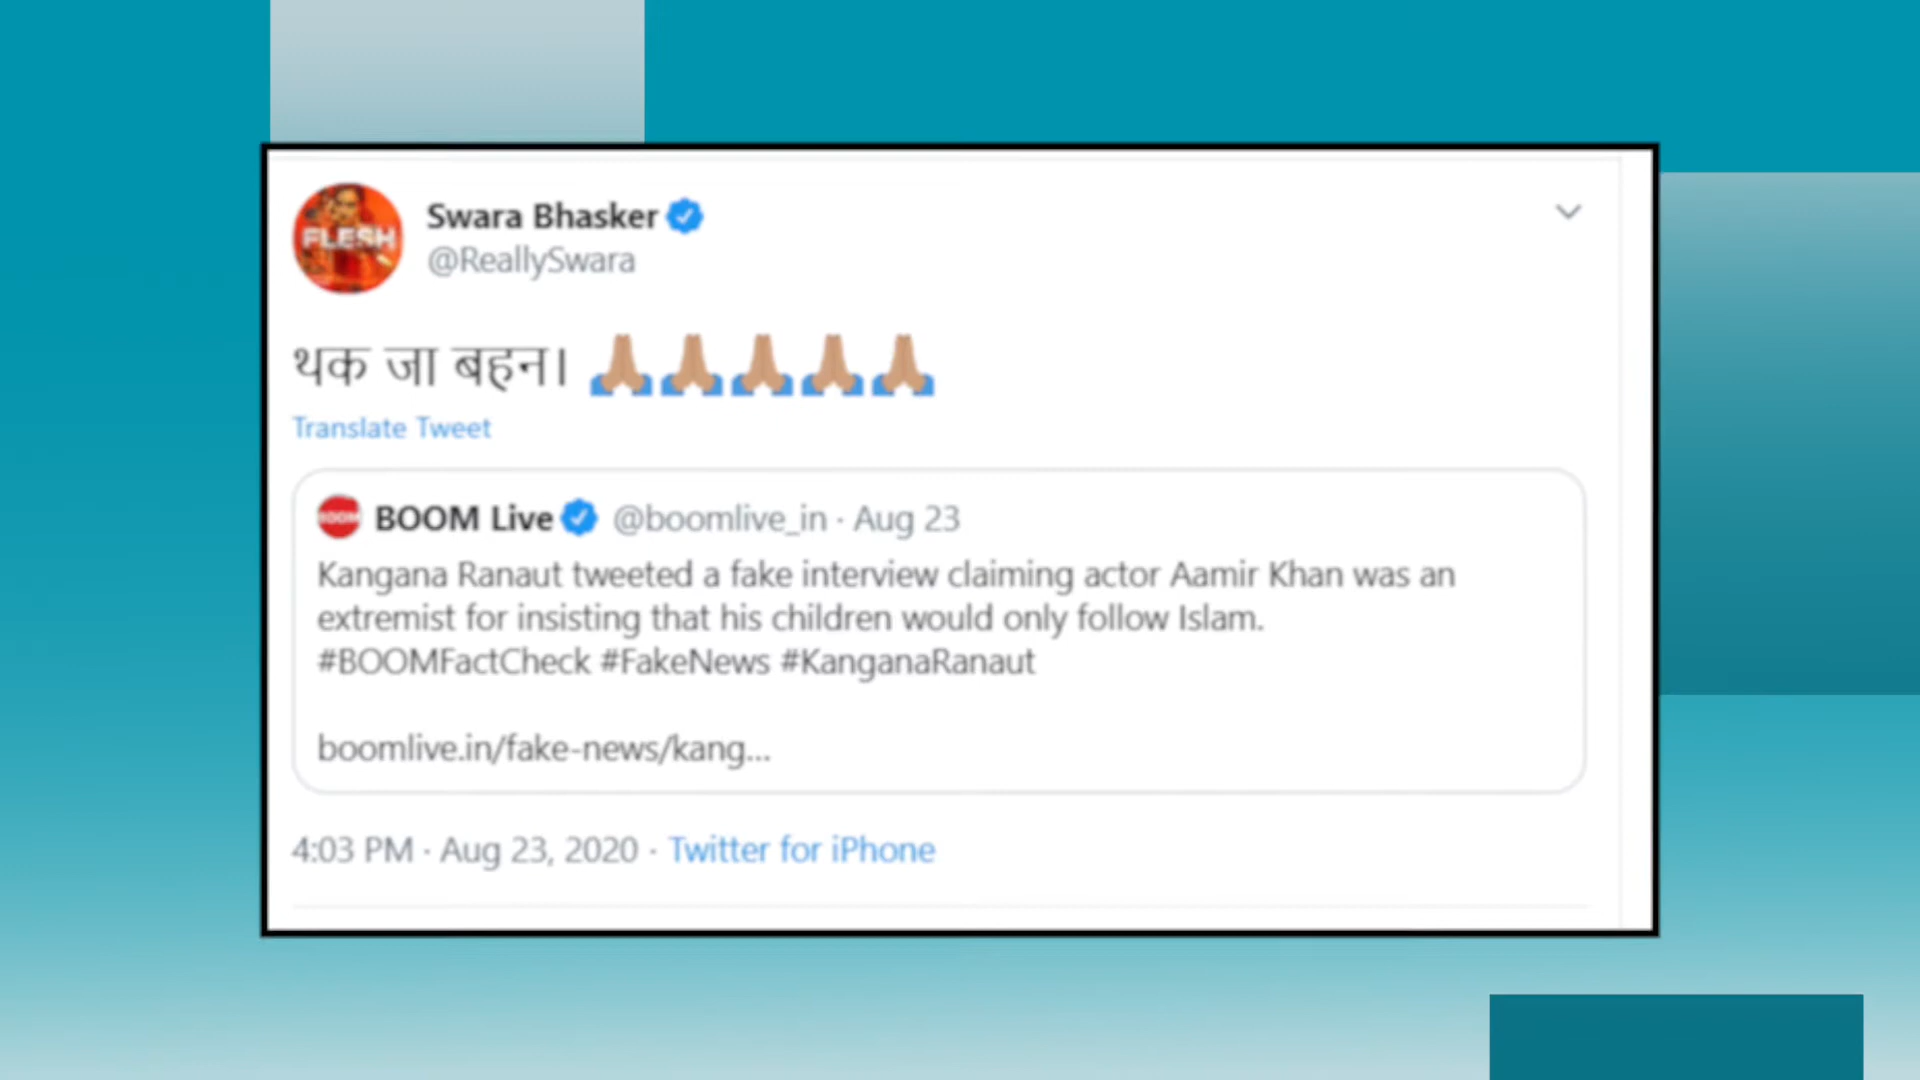 FLESH
Swara Bhasker
@ReallySwara
थक जा बहन। 🙏🏽🙏🏽🙏🏽🙏🏽🙏🏽
Translate Tweet
BOOM
BOOM Live @boomlive_in · Aug 23
Kangana Ranaut tweeted a fake interview claiming actor Aamir Khan was an
extremist for insisting that his children would only follow Islam.
#BOOMFactCheck #FakeNews #KanganaRanaut
boomlive.in/fake-news/kang...
4:03 PM · Aug 23, 2020 · Twitter for iPhone